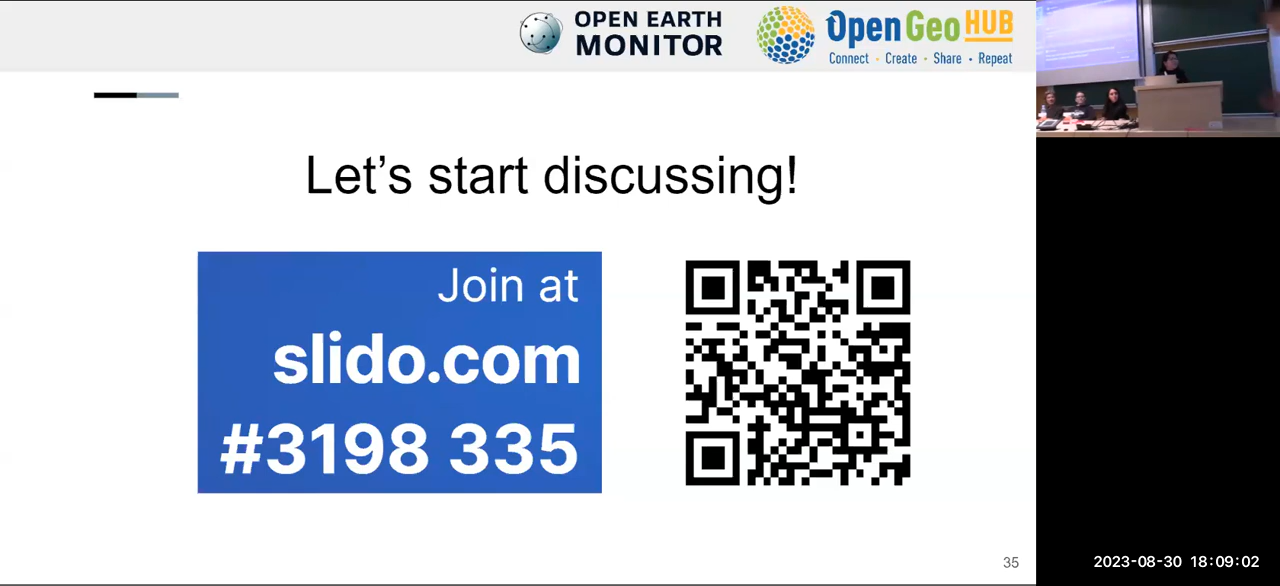 OPEN EARTH
MONITOR
OpenGeoHUB
Connect • Create • Share • Repeat
Let's start discussing!
Join at
slido.com
#3198 335
35
2023-08-30 18:09:02